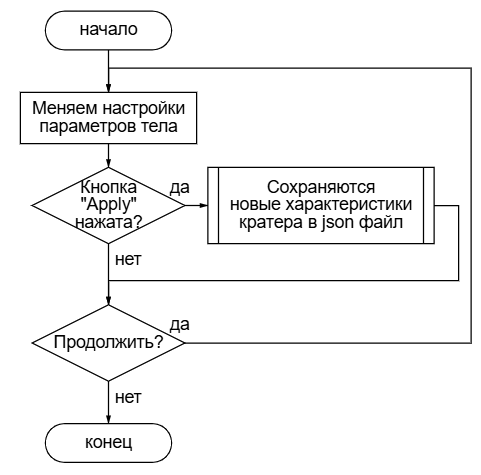 начало
Меняем настройки
параметров тела
Кнопка
"Apply"
нажата?
да
Сохраняются
новые характеристики
кратера в json файл
нет
Продолжить?
да
нет
конец